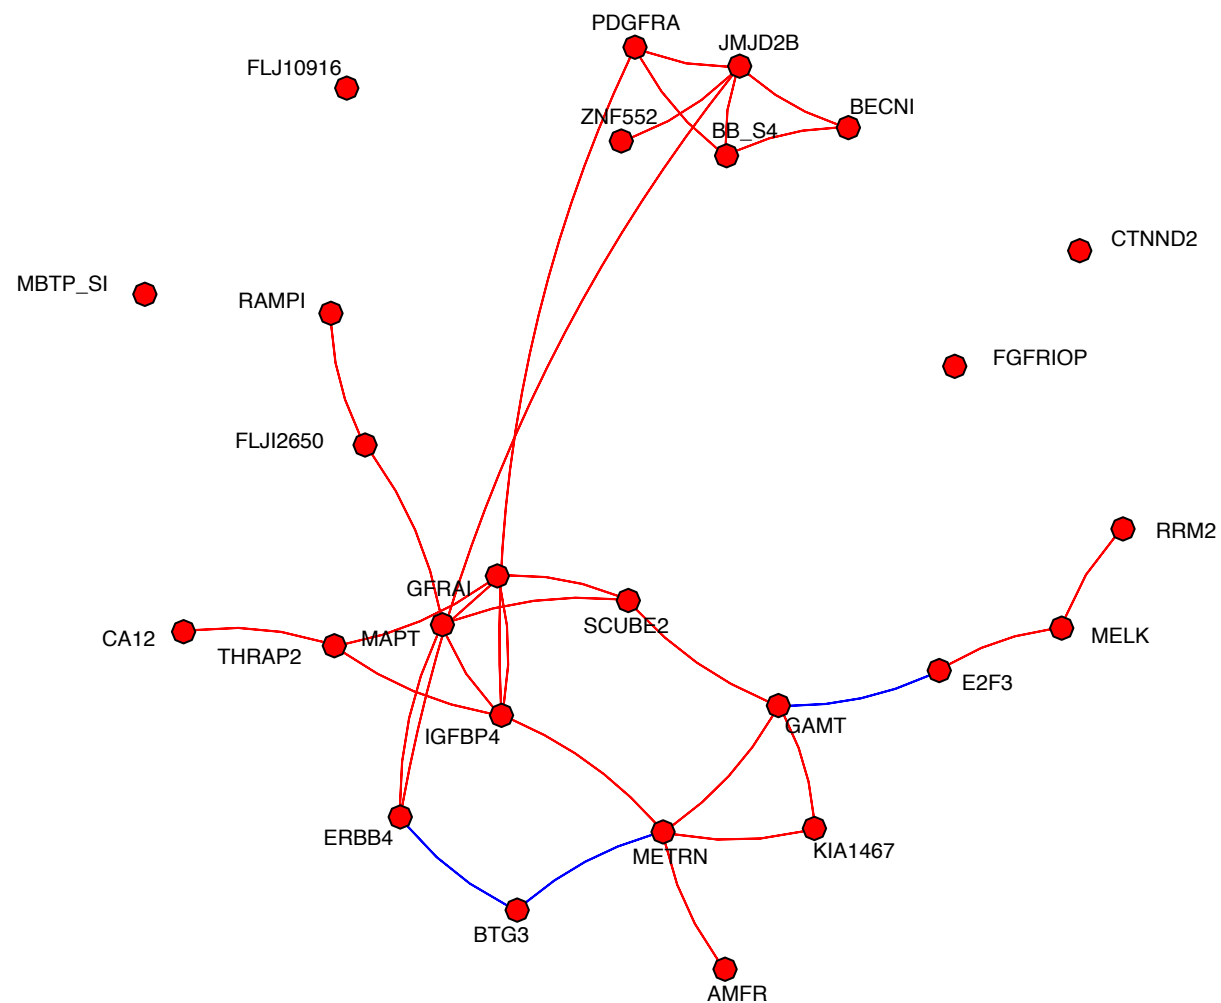 PDGFRA
JMJD2B
FLJ10916
BECNI
ZNF552
BB_S4
CTNND2
MBTP_SI
RAMPI
FGFRIOP
FLJI2650
RRM2
GFRAI
SCUBE2
CA12
MAPT
MELK
THRAP2
E2F3
GAMT
IGFBP4
ERBB4
KIA1467
METRN
BTG3
AMFR